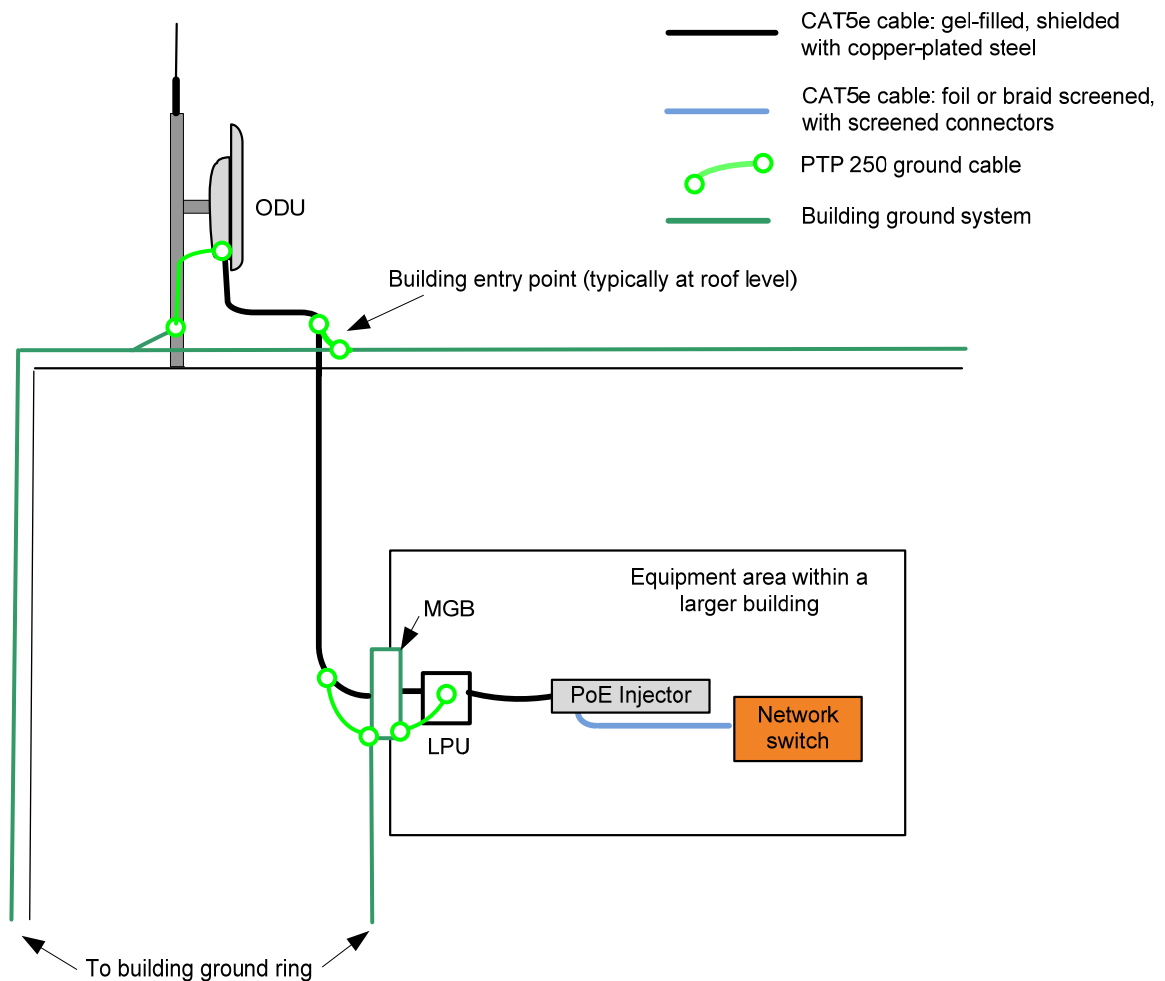 CAT5e cable: gel-filled, shielded
with copper-plated steel
CAT5e cable: foil or braid screened,
with screened connectors
PTP 250 ground cable
Building ground system
ODU
Building entry point (typically at roof level)
Equipment area within a
larger building
MGB
LPU
PoE Injector
Network
switch
To building ground ring